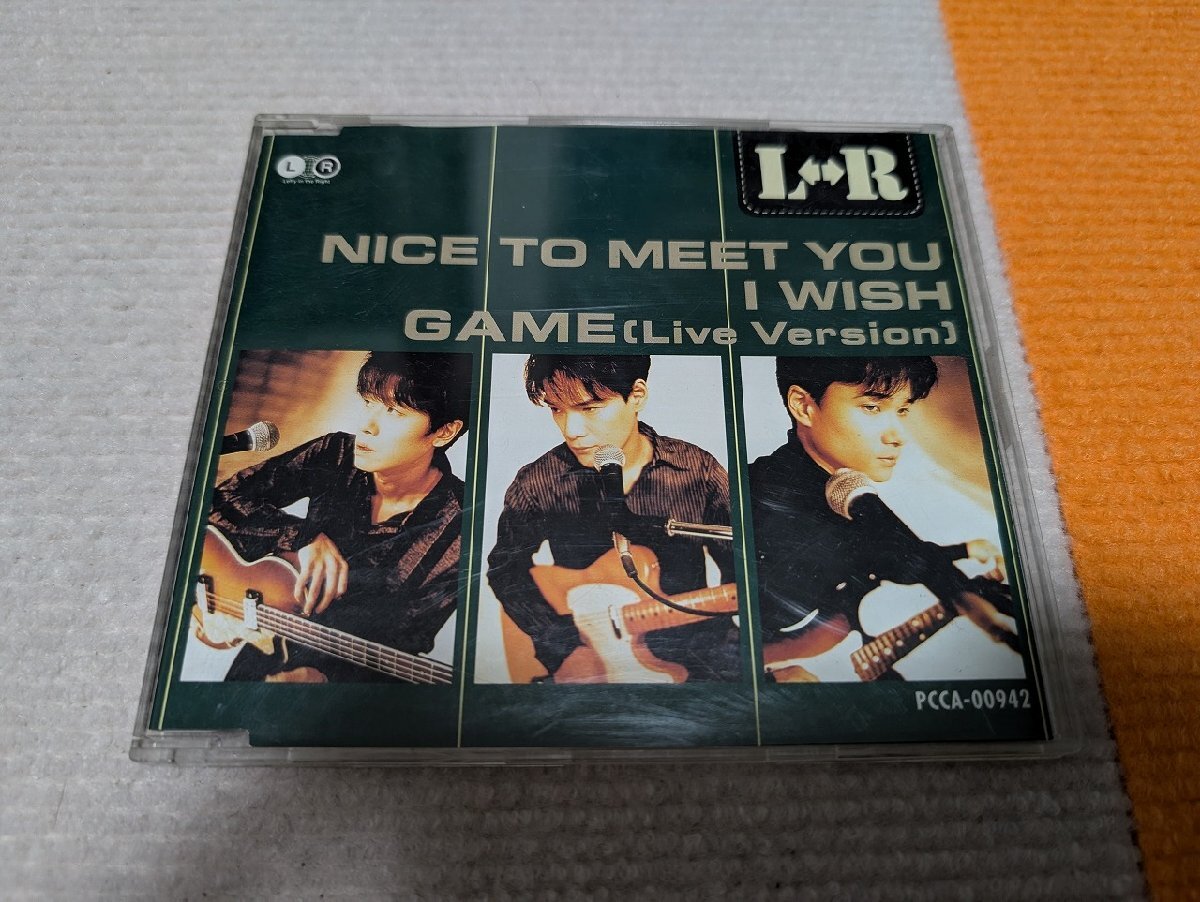 L R
Lefty in the Right
L↔R
NICE TO MEET YOU
I WISH
GAME(Live Version)
PCCA-00942